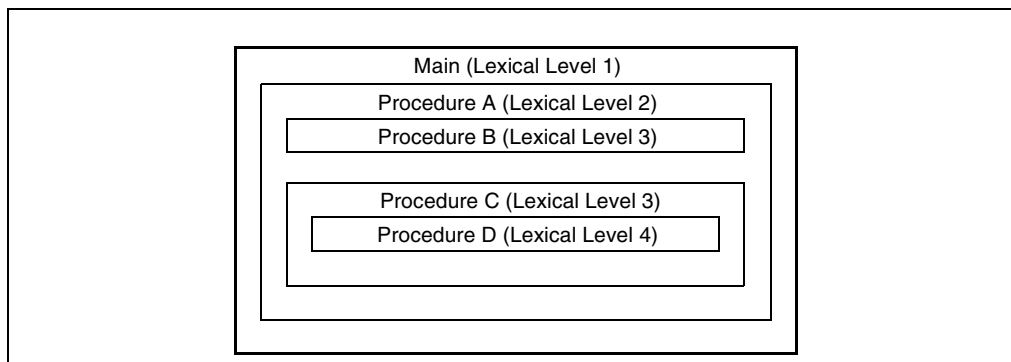 Main (Lexical Level 1)
Procedure A (Lexical Level 2)
Procedure B (Lexical Level 3)
Procedure C (Lexical Level 3)
Procedure D (Lexical Level 4)